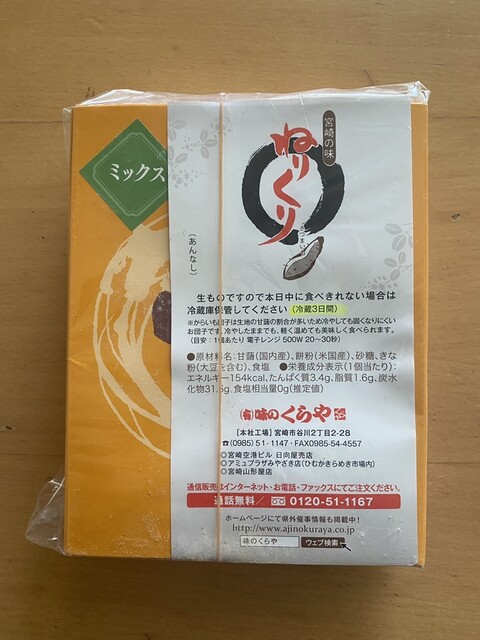 宮崎の味
ねりくり
さつまいも
ミックス
(あんなし)
生ものですので本日中に食べきれない場合は
冷蔵庫保管してください(冷蔵3日間)
※からいも団子は生地の甘藷の割合が多いため冷やしても固くなりにくい
お団子です。冷やしたままでも、軽く温めても美味しく食べられます。
(目安:1個あたり 電子レンジ 500W 20~30秒)
●原材料名:甘藷(国内産)、餅粉(米国産)、砂糖、きな
粉(大豆を含む)、食塩 ●栄養成分表示(1個当たり):
エネルギー154kcal、たんぱく質3.4g、脂質1.6g、炭水
化物31.5g、食塩相当量0g(推定値)
(有)味のくらや
[本社工場]宮崎市谷川2丁目2-28
☎(0985)51-1147・FAX0985-54-4557
◎宮崎空港ビル 日向屋売店
◎アミュプラザみやざき店(ひむかきらめき市場内)
◎宮崎山形屋店
通信販売はインターネット・お電話・ファックスにてご注文ください。
通話無料/ 0120-51-1167
ホームページにて県外催事情報も掲載中!
http://www.ajinokuraya.co.jp
味のくらや ウェブ検索